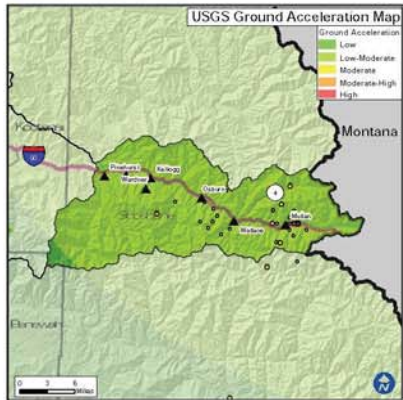 USGS Ground Acceleration Map
Ground Acceleration
Low
Low-Moderate
Moderate
Moderate-High
High
Montana
Kootenai
Pinehurst
Kellogg
Wardner
Osburn
Shoshone
Wallace
Mullan
Benewah
0 3 6
Miles
N